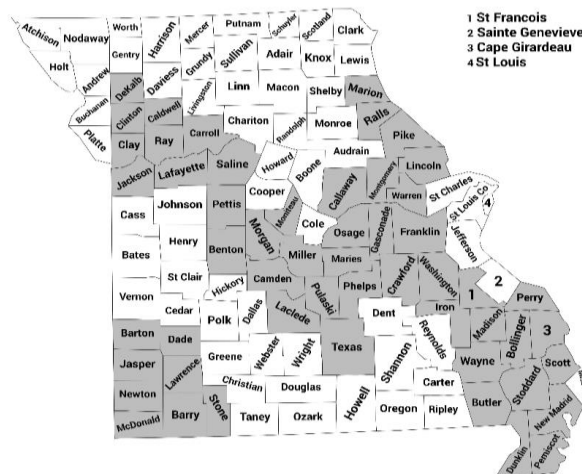 1 St Francois
2 Sainte Genevieve
3 Cape Girardeau
4 St Louis
Atchison
Nodaway
Worth
Harrison
Mercer
Putnam
Schuyler
Scotland
Clark
Gentry
Holt
Andrew
Daviess
Grundy
Sullivan
Adair
Knox
Lewis
DeKalb
Buchanan
Clinton
Caldwell
Livingston
Linn
Macon
Shelby
Marion
Platte
Clay
Ray
Carroll
Chariton
Randolph
Monroe
Ralls
Pike
Audrain
Jackson
Lafayette
Saline
Howard
Boone
Callaway
Montgomery
Lincoln
Warren
St Charles
St Louis Co
4
Cass
Johnson
Pettis
Cooper
Moniteau
Cole
Osage
Gasconade
Franklin
Jefferson
Bates
Henry
Benton
Morgan
Miller
Maries
Crawford
Washington
1
2
Perry
Vernon
St Clair
Hickory
Camden
Pulaski
Phelps
Iron
Madison
Bollinger
3
Cedar
Polk
Dallas
Laclede
Dent
Reynolds
Barton
Dade
Greene
Webster
Wright
Texas
Shannon
Wayne
Scott
Jasper
Lawrence
Christian
Douglas
Howell
Carter
Butler
Stoddard
New Madrid
Newton
McDonald
Barry
Stone
Taney
Ozark
Oregon
Ripley
Dunklin
Pemiscot